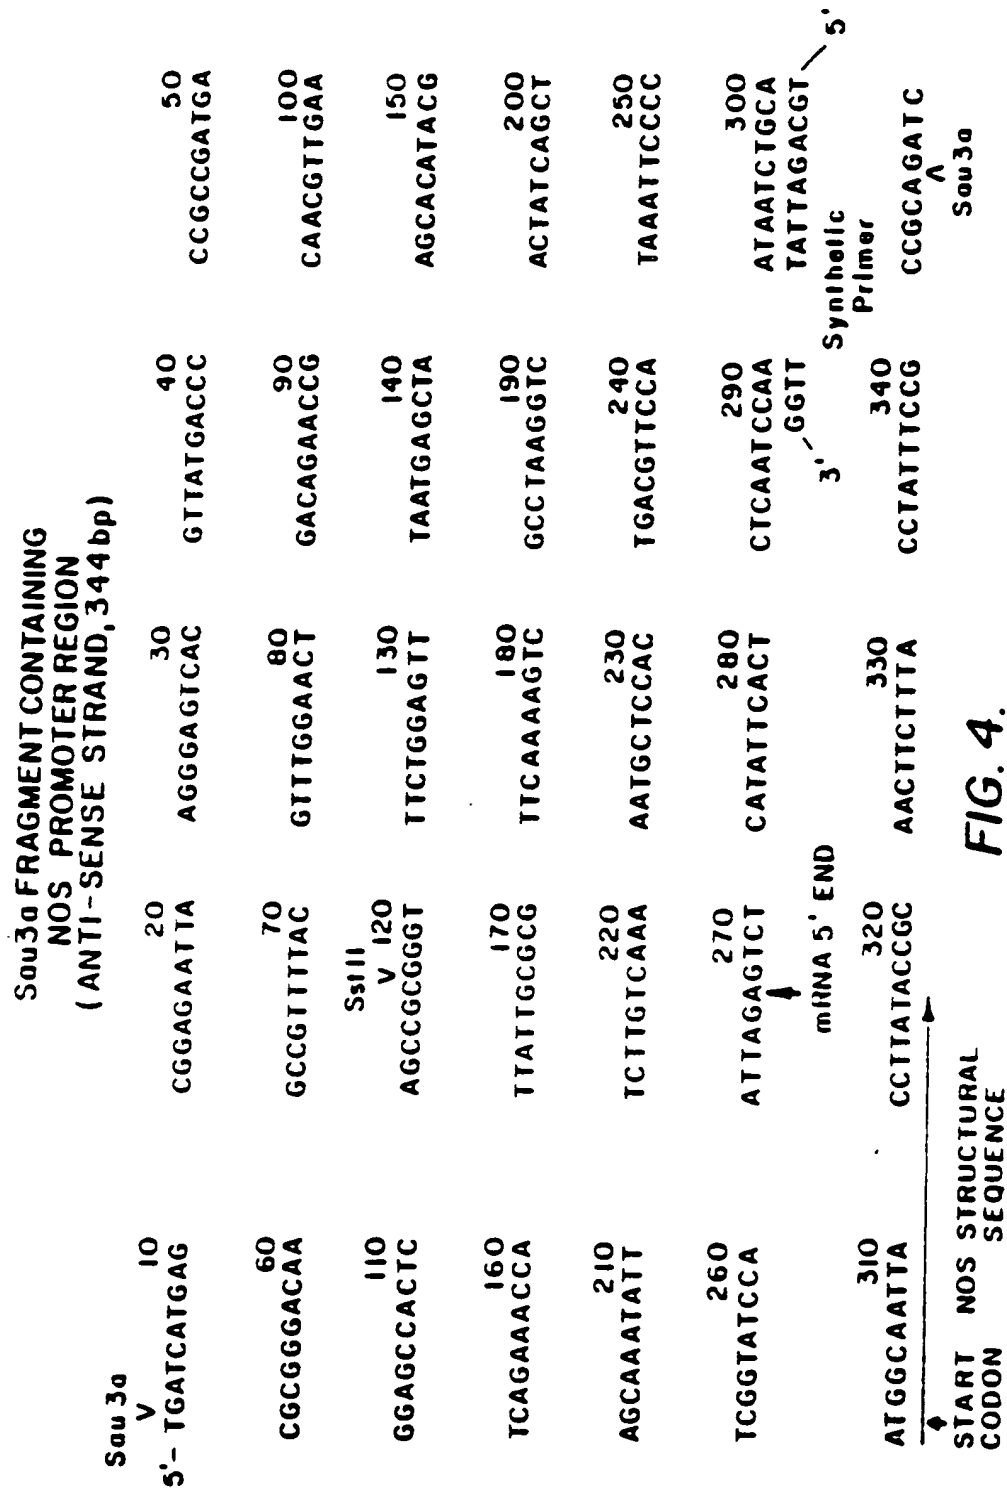 Sau3a FRAGMENT CONTAINING
NOS PROMOTER REGION
(ANTI-SENSE STRAND, 344bp)
Sau3a
V 10 20 30 40 50
5'- TGATCATGAG CGGAGAATTA AGGGAGTCAC GTTATGACCC CCGCCGATGA
60 70 80 90 100
CGCGGGACAA GCCGTTTTAC GTTTGGAACT GACAGAACCG CAACGTTGAA
SstII
110 V 120 130 140 150
GGAGCCACTC AGCCGCGGGT TTCTGGAGTT TAATGAGCTA AGCACATACG
160 170 180 190 200
TCAGAAACCA TTATTGCGCG TTCAAAAGTC GCCTAAGGTC ACTATCAGCT
210 220 230 240 250
AGCAAATATT TCTTGTCAAA AATGCTCCAC TGACGTTCCA TAAATTCCCC
260 270 280 290 300
TCGGTATCCA ATTAGAGTCT CATATTCACT CTCAATCCAA ATAATCTGCA
GGTT TATTAGACGT
3' 5'
mRNA 5' END
Synthetic
Primer
310 320 330 340
ATGGCAATTA CCTTATACCGC AACTTCTTTA CCTATTTCCG CCGCAGATC
Λ
Sau3a
START NOS STRUCTURAL
CODON SEQUENCE
FIG. 4.